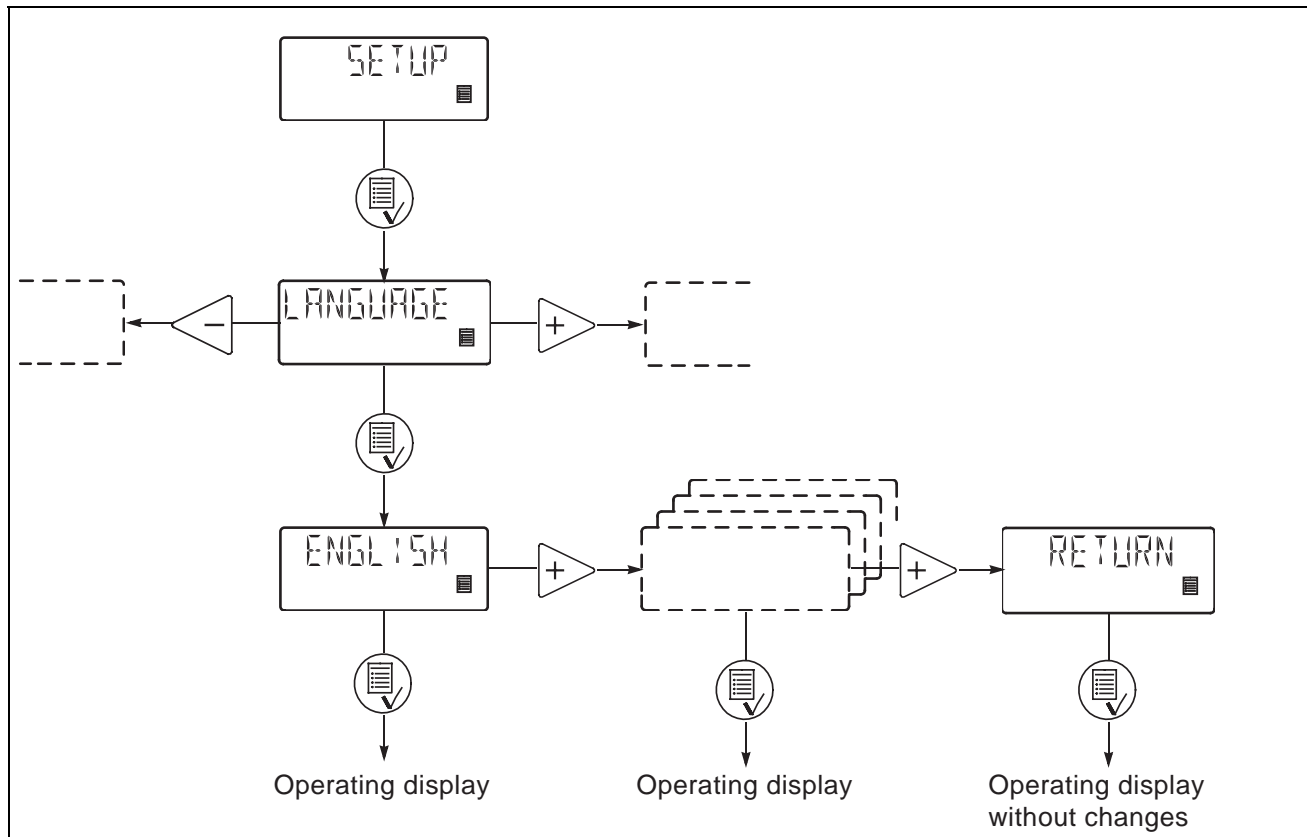 SETUP
LANGUAGE
−
+
ENGLISH
+
+
RETURN
Operating display
Operating display
Operating display
without changes